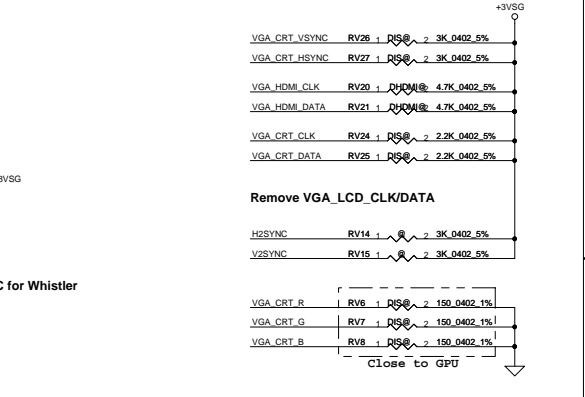 +3VSG
VGA_CRT_VSYNC RV26 1 DIS@ 2 3K_0402_5%
VGA_CRT_HSYNC RV27 1 DIS@ 2 3K_0402_5%
VGA_HDMI_CLK RV20 1 DHDMI@ 2 4.7K_0402_5%
VGA_HDMI_DATA RV21 1 DHDMI@ 2 4.7K_0402_5%
VGA_CRT_CLK RV24 1 DIS@ 2 2.2K_0402_5%
VGA_CRT_DATA RV25 1 DIS@ 2 2.2K_0402_5%
3VSG
Remove VGA_LCD_CLK/DATA
H2SYNC RV14 1 @ 2 3K_0402_5%
V2SYNC RV15 1 @ 2 3K_0402_5%
C for Whistler
VGA_CRT_R RV6 1 DIS@ 2 150_0402_1%
VGA_CRT_G RV7 1 DIS@ 2 150_0402_1%
VGA_CRT_B RV8 1 DIS@ 2 150_0402_1%
Close to GPU